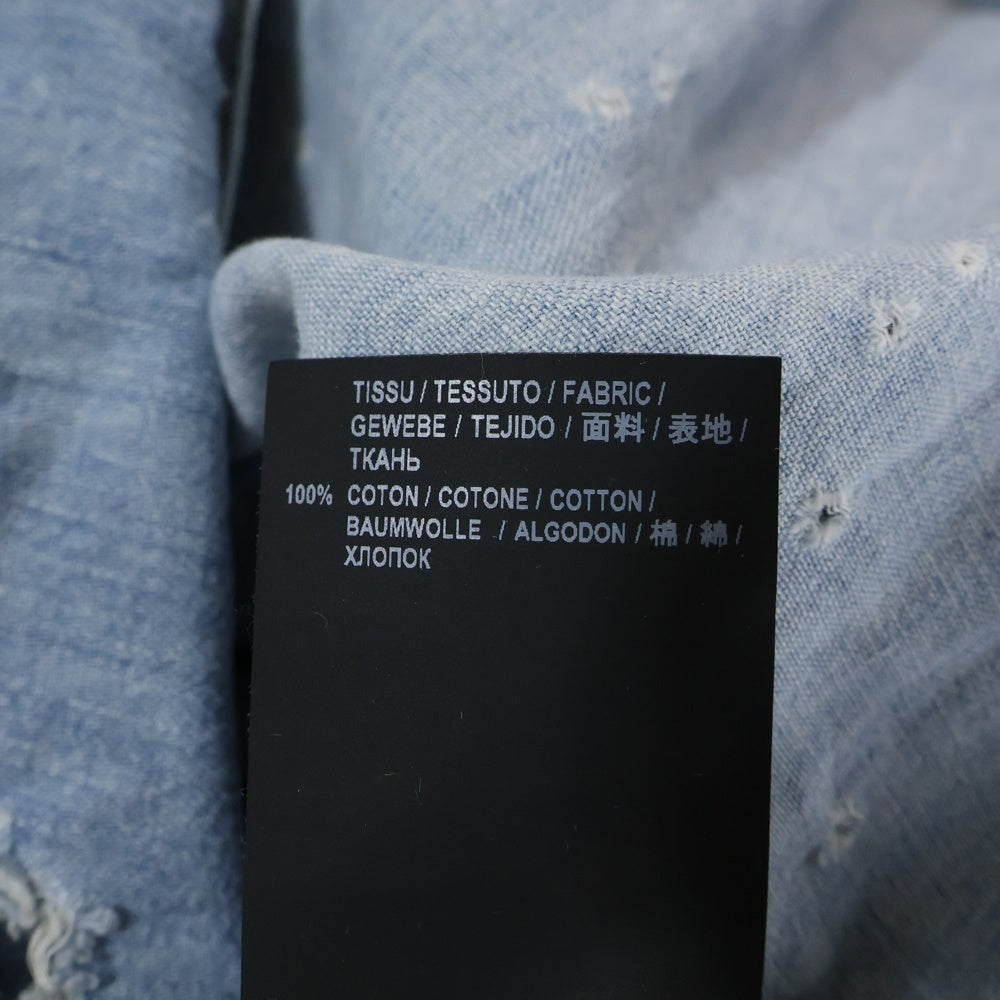 TISSU / TESSUTO / FABRIC /
GEWEBE / TEJIDO / 面料 / 表地 /
ТКАНЬ
100% COTON / COTONE / COTTON /
BAUMWOLLE / ALGODON / 棉 / 綿 /
ХЛОПОК